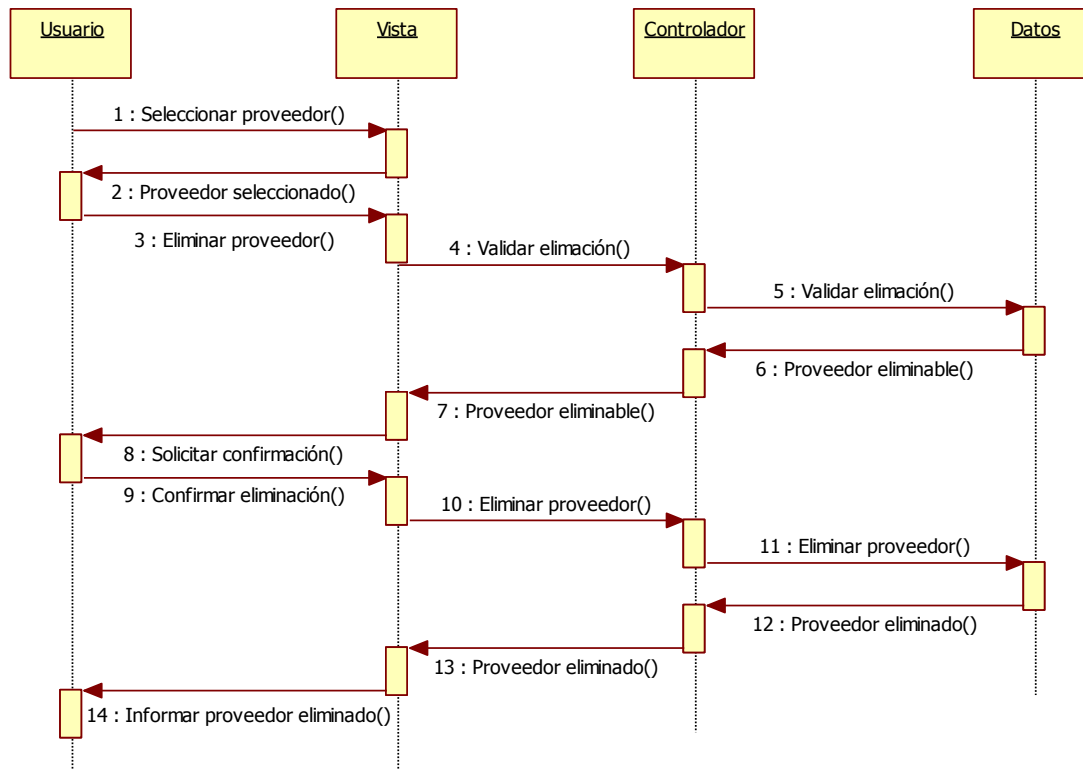 Usuario
Vista
Controlador
Datos
1 : Seleccionar proveedor()
2 : Proveedor seleccionado()
3 : Eliminar proveedor()
4 : Validar elimación()
5 : Validar elimación()
6 : Proveedor eliminable()
7 : Proveedor eliminable()
8 : Solicitar confirmación()
9 : Confirmar eliminación()
10 : Eliminar proveedor()
11 : Eliminar proveedor()
12 : Proveedor eliminado()
13 : Proveedor eliminado()
14 : Informar proveedor eliminado()